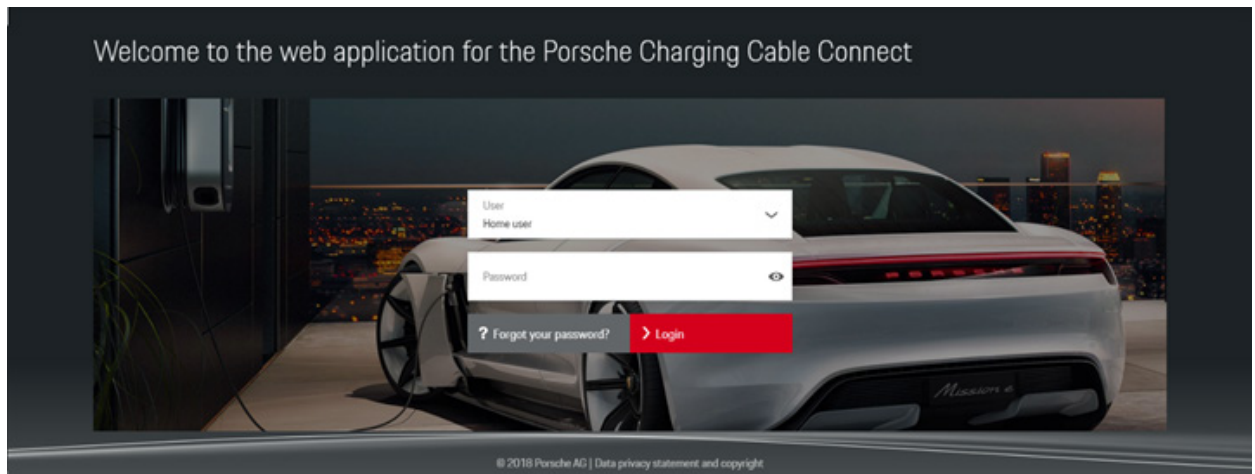 Welcome to the web application for the Porsche Charging Cable Connect
User
Home user
Password
? Forgot your password?
Login
Mission e
© 2018 Porsche AG | Data privacy statement and copyright